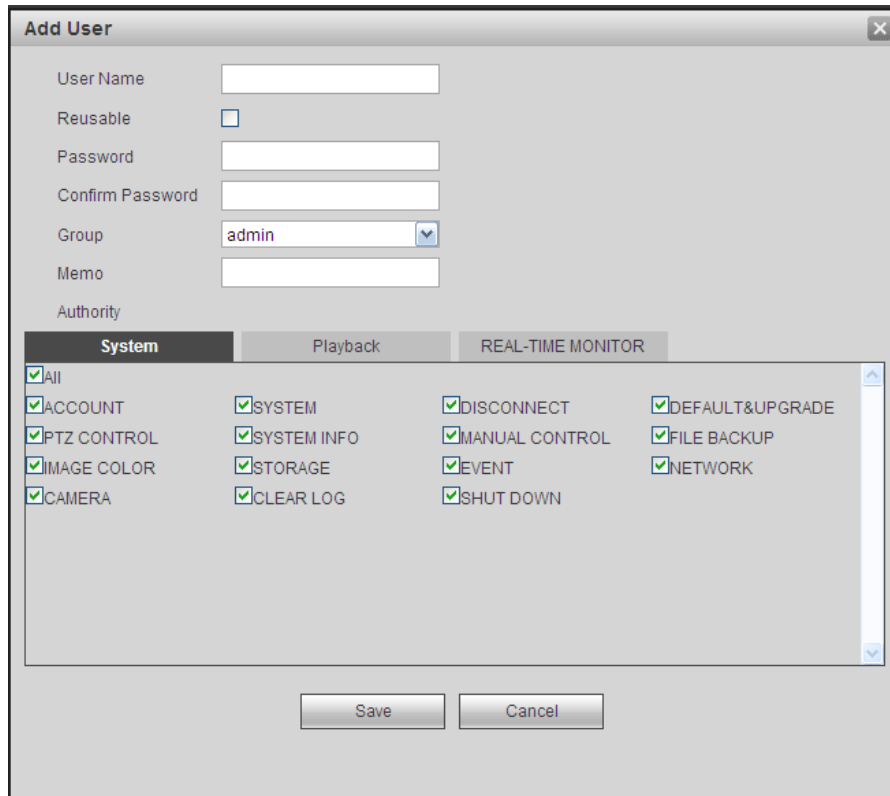 Add User
User Name
Reusable
Password
Confirm Password
Group admin
Memo
Authority
System Playback REAL-TIME MONITOR
All
ACCOUNT SYSTEM DISCONNECT DEFAULT&UPGRADE
PTZ CONTROL SYSTEM INFO MANUAL CONTROL FILE BACKUP
IMAGE COLOR STORAGE EVENT NETWORK
CAMERA CLEAR LOG SHUT DOWN
Save Cancel